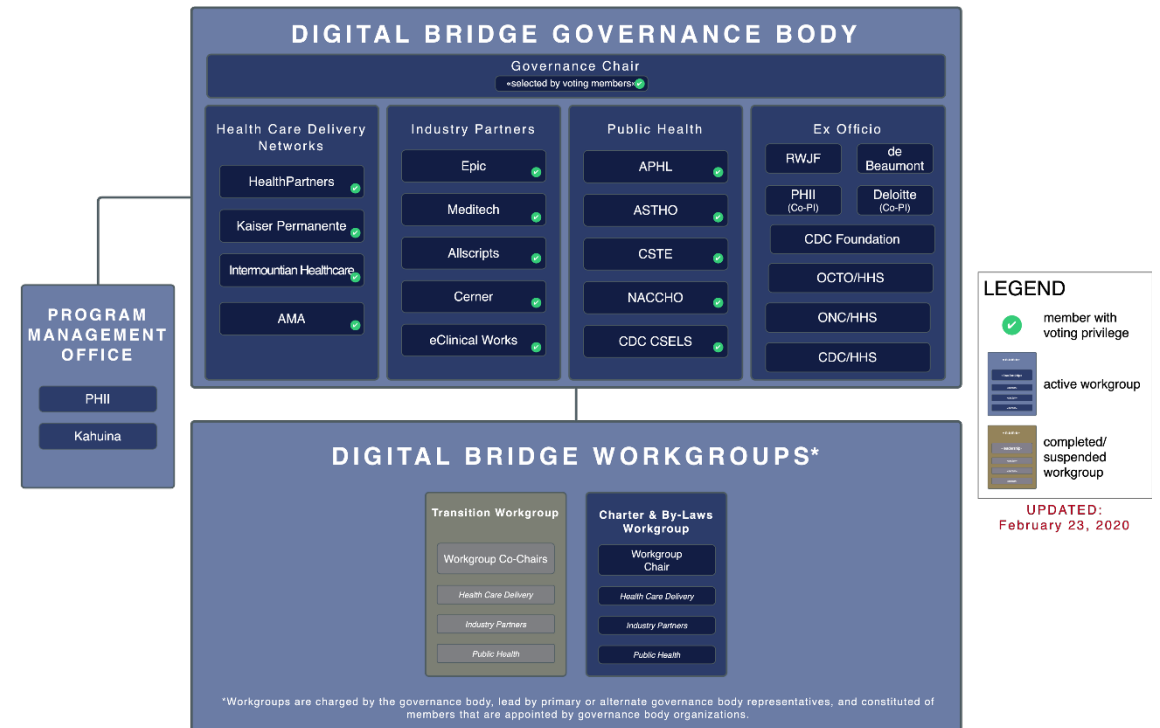 DIGITAL BRIDGE GOVERNANCE BODY
Governance Chair
<selected by voting members>
Health Care Delivery
Networks
HealthPartners
Kaiser Permanente
Intermountian Healthcare
AMA
Industry Partners
Epic
Meditech
Allscripts
Cerner
eClinical Works
Public Health
APHL
ASTHO
CSTE
NACCHO
CDC CSELS
Ex Officio
RWJF
de
Beaumont
PHII
(Co-PI)
Deloitte
(Co-PI)
CDC Foundation
OCTO/HHS
ONC/HHS
CDC/HHS
PROGRAM
MANAGEMENT
OFFICE
PHII
Kahuina
LEGEND
member with
voting privilege
active workgroup
completed/
suspended
workgroup
UPDATED:
February 23, 2020
DIGITAL BRIDGE WORKGROUPS*
Transition Workgroup
Workgroup Co-Chairs
Health Care Delivery
Industry Partners
Public Health
Charter & By-Laws
Workgroup
Workgroup
Chair
Health Care Delivery
Industry Partners
Public Health
*Workgroups are charged by the governance body, lead by primary or alternate governance body representatives, and constituted of
members that are appointed by governance body organizations.